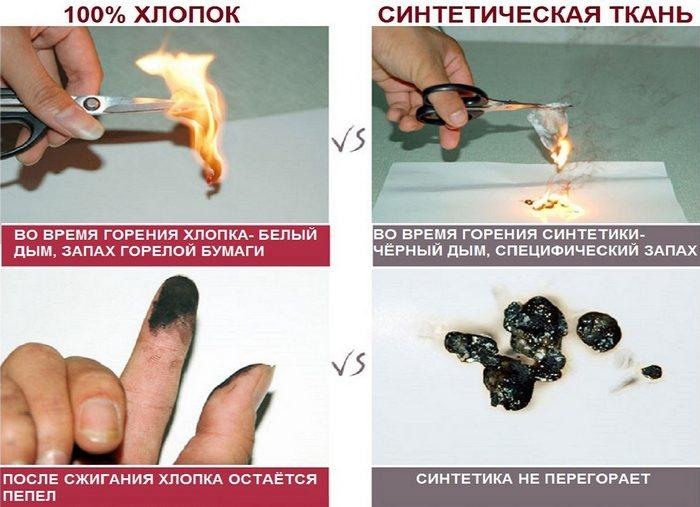 100% ХЛОПОК
СИНТЕТИЧЕСКАЯ ТКАНЬ
VS
ВО ВРЕМЯ ГОРЕНИЯ ХЛОПКА- БЕЛЫЙ
ДЫМ, ЗАПАХ ГОРЕЛОЙ БУМАГИ
ВО ВРЕМЯ ГОРЕНИЯ СИНТЕТИКИ-
ЧЁРНЫЙ ДЫМ, СПЕЦИФИЧЕСКИЙ ЗАПАХ
VS
ПОСЛЕ СЖИГАНИЯ ХЛОПКА ОСТАЁТСЯ
ПЕПЕЛ
СИНТЕТИКА НЕ ПЕРЕГОРАЕТ